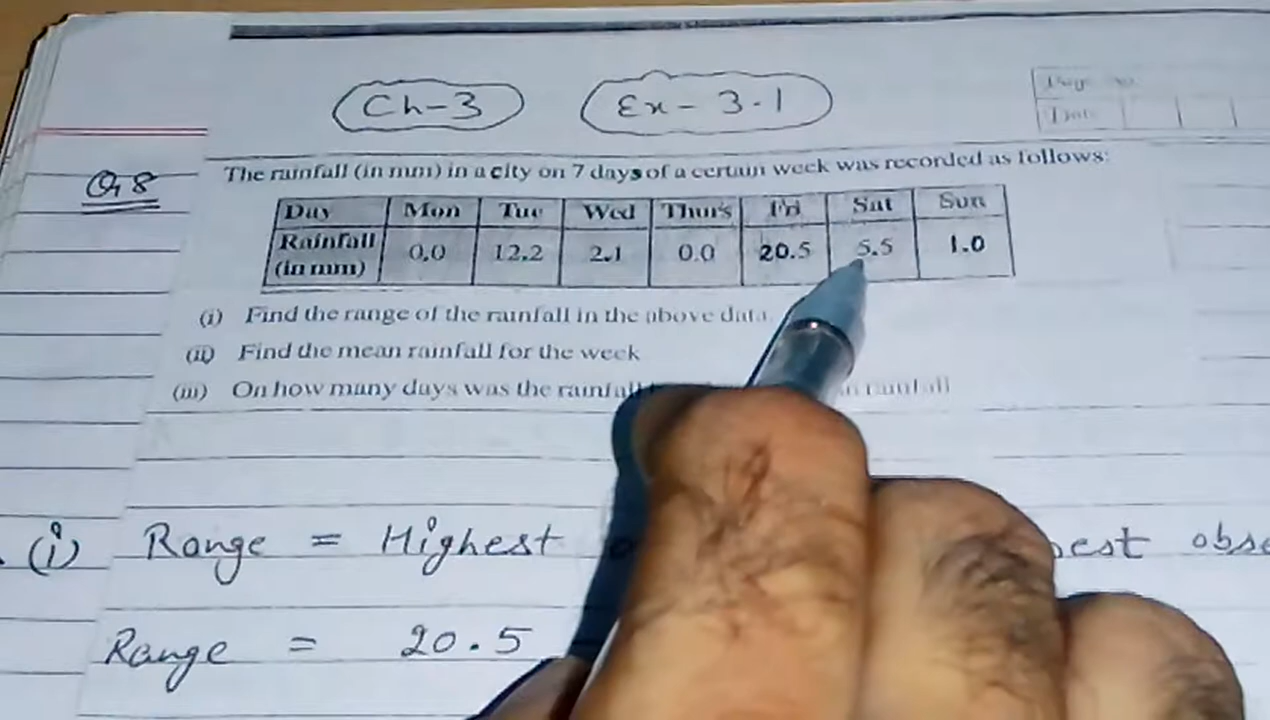 Ch-3 Ex-3.1
Date
Q.8 The rainfall (in mm) in a city on 7 days of a certain week was recorded as follows:
Day Mon Tue Wed Thurs Fri Sat Sun
Rainfall (in mm) 0.0 12.2 2.1 0.0 20.5 5.5 1.0
(i) Find the range of the rainfall in the above data.
(ii) Find the mean rainfall for the week
(iii) On how many days was the rainfall rainfall
(i) Range = Highest
Range = 20.5